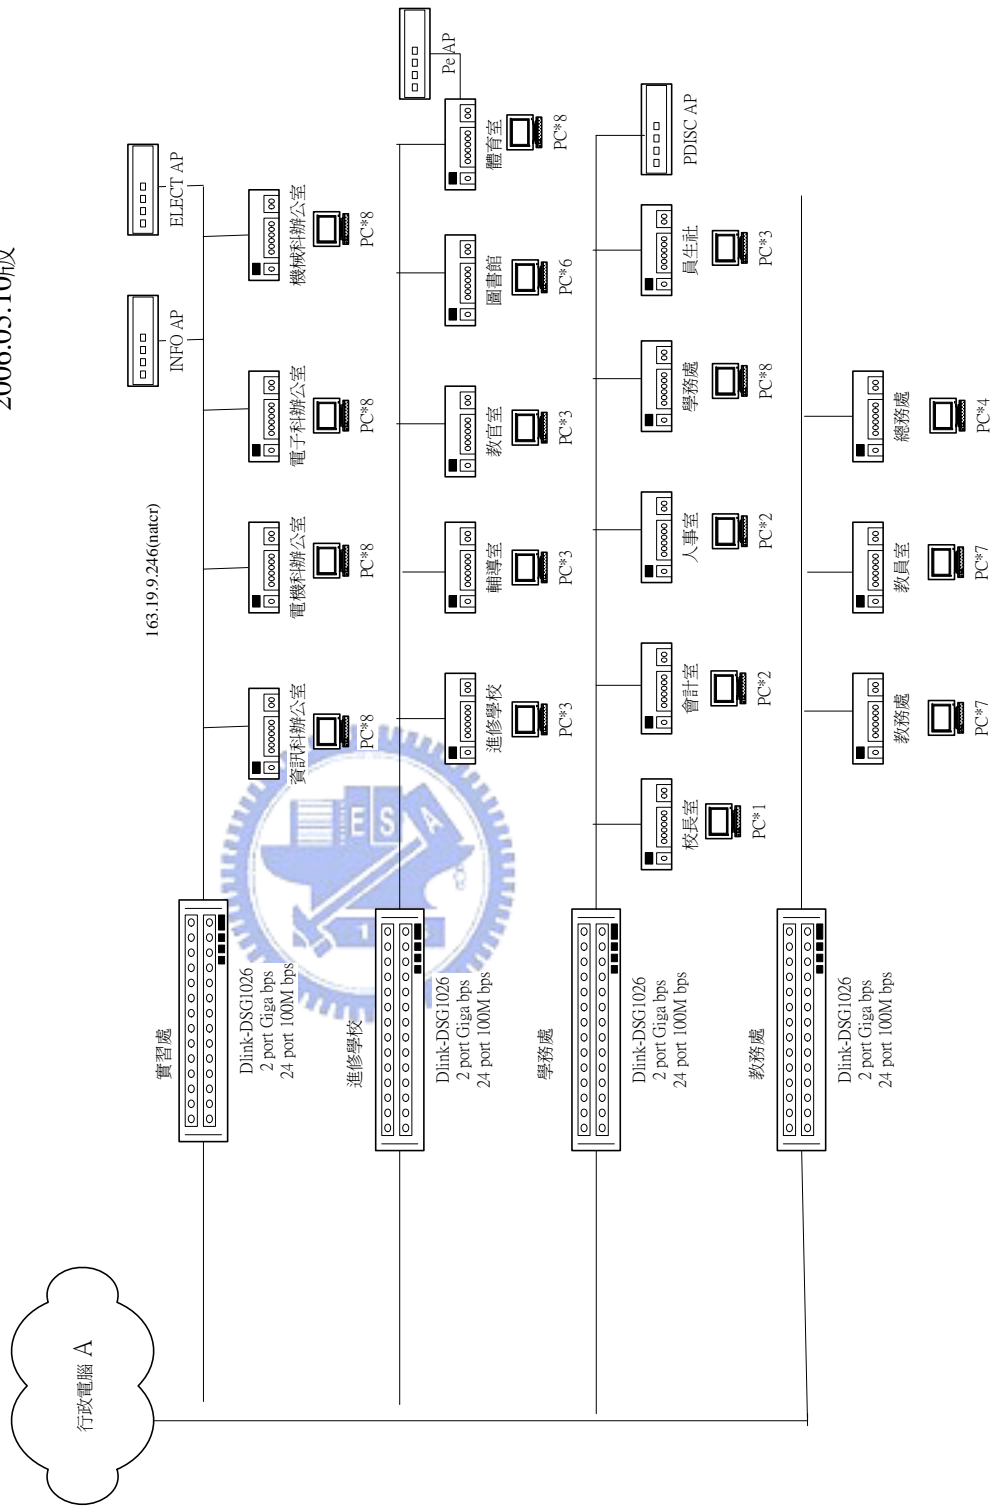 2006.03.10版
行政電腦 A
實習處
Dlink-DSG1026
2 port Giga bps
24 port 100M bps
163.19.9.246(natcr)
資訊科辦公室
PC*8
電機科辦公室
PC*8
電子科辦公室
PC*8
機械科辦公室
PC*8
INFO AP
ELECT AP
進修學校
Dlink-DSG1026
2 port Giga bps
24 port 100M bps
進修學校
PC*3
輔導室
PC*3
教官室
PC*3
圖書館
PC*6
體育室
PC*8
Pe AP
學務處
Dlink-DSG1026
2 port Giga bps
24 port 100M bps
校長室
PC*1
會計室
PC*2
人事室
PC*2
學務處
PC*8
員生社
PC*3
PDISC AP
教務處
Dlink-DSG1026
2 port Giga bps
24 port 100M bps
教務處
PC*7
教員室
PC*7
總務處
PC*4
E S